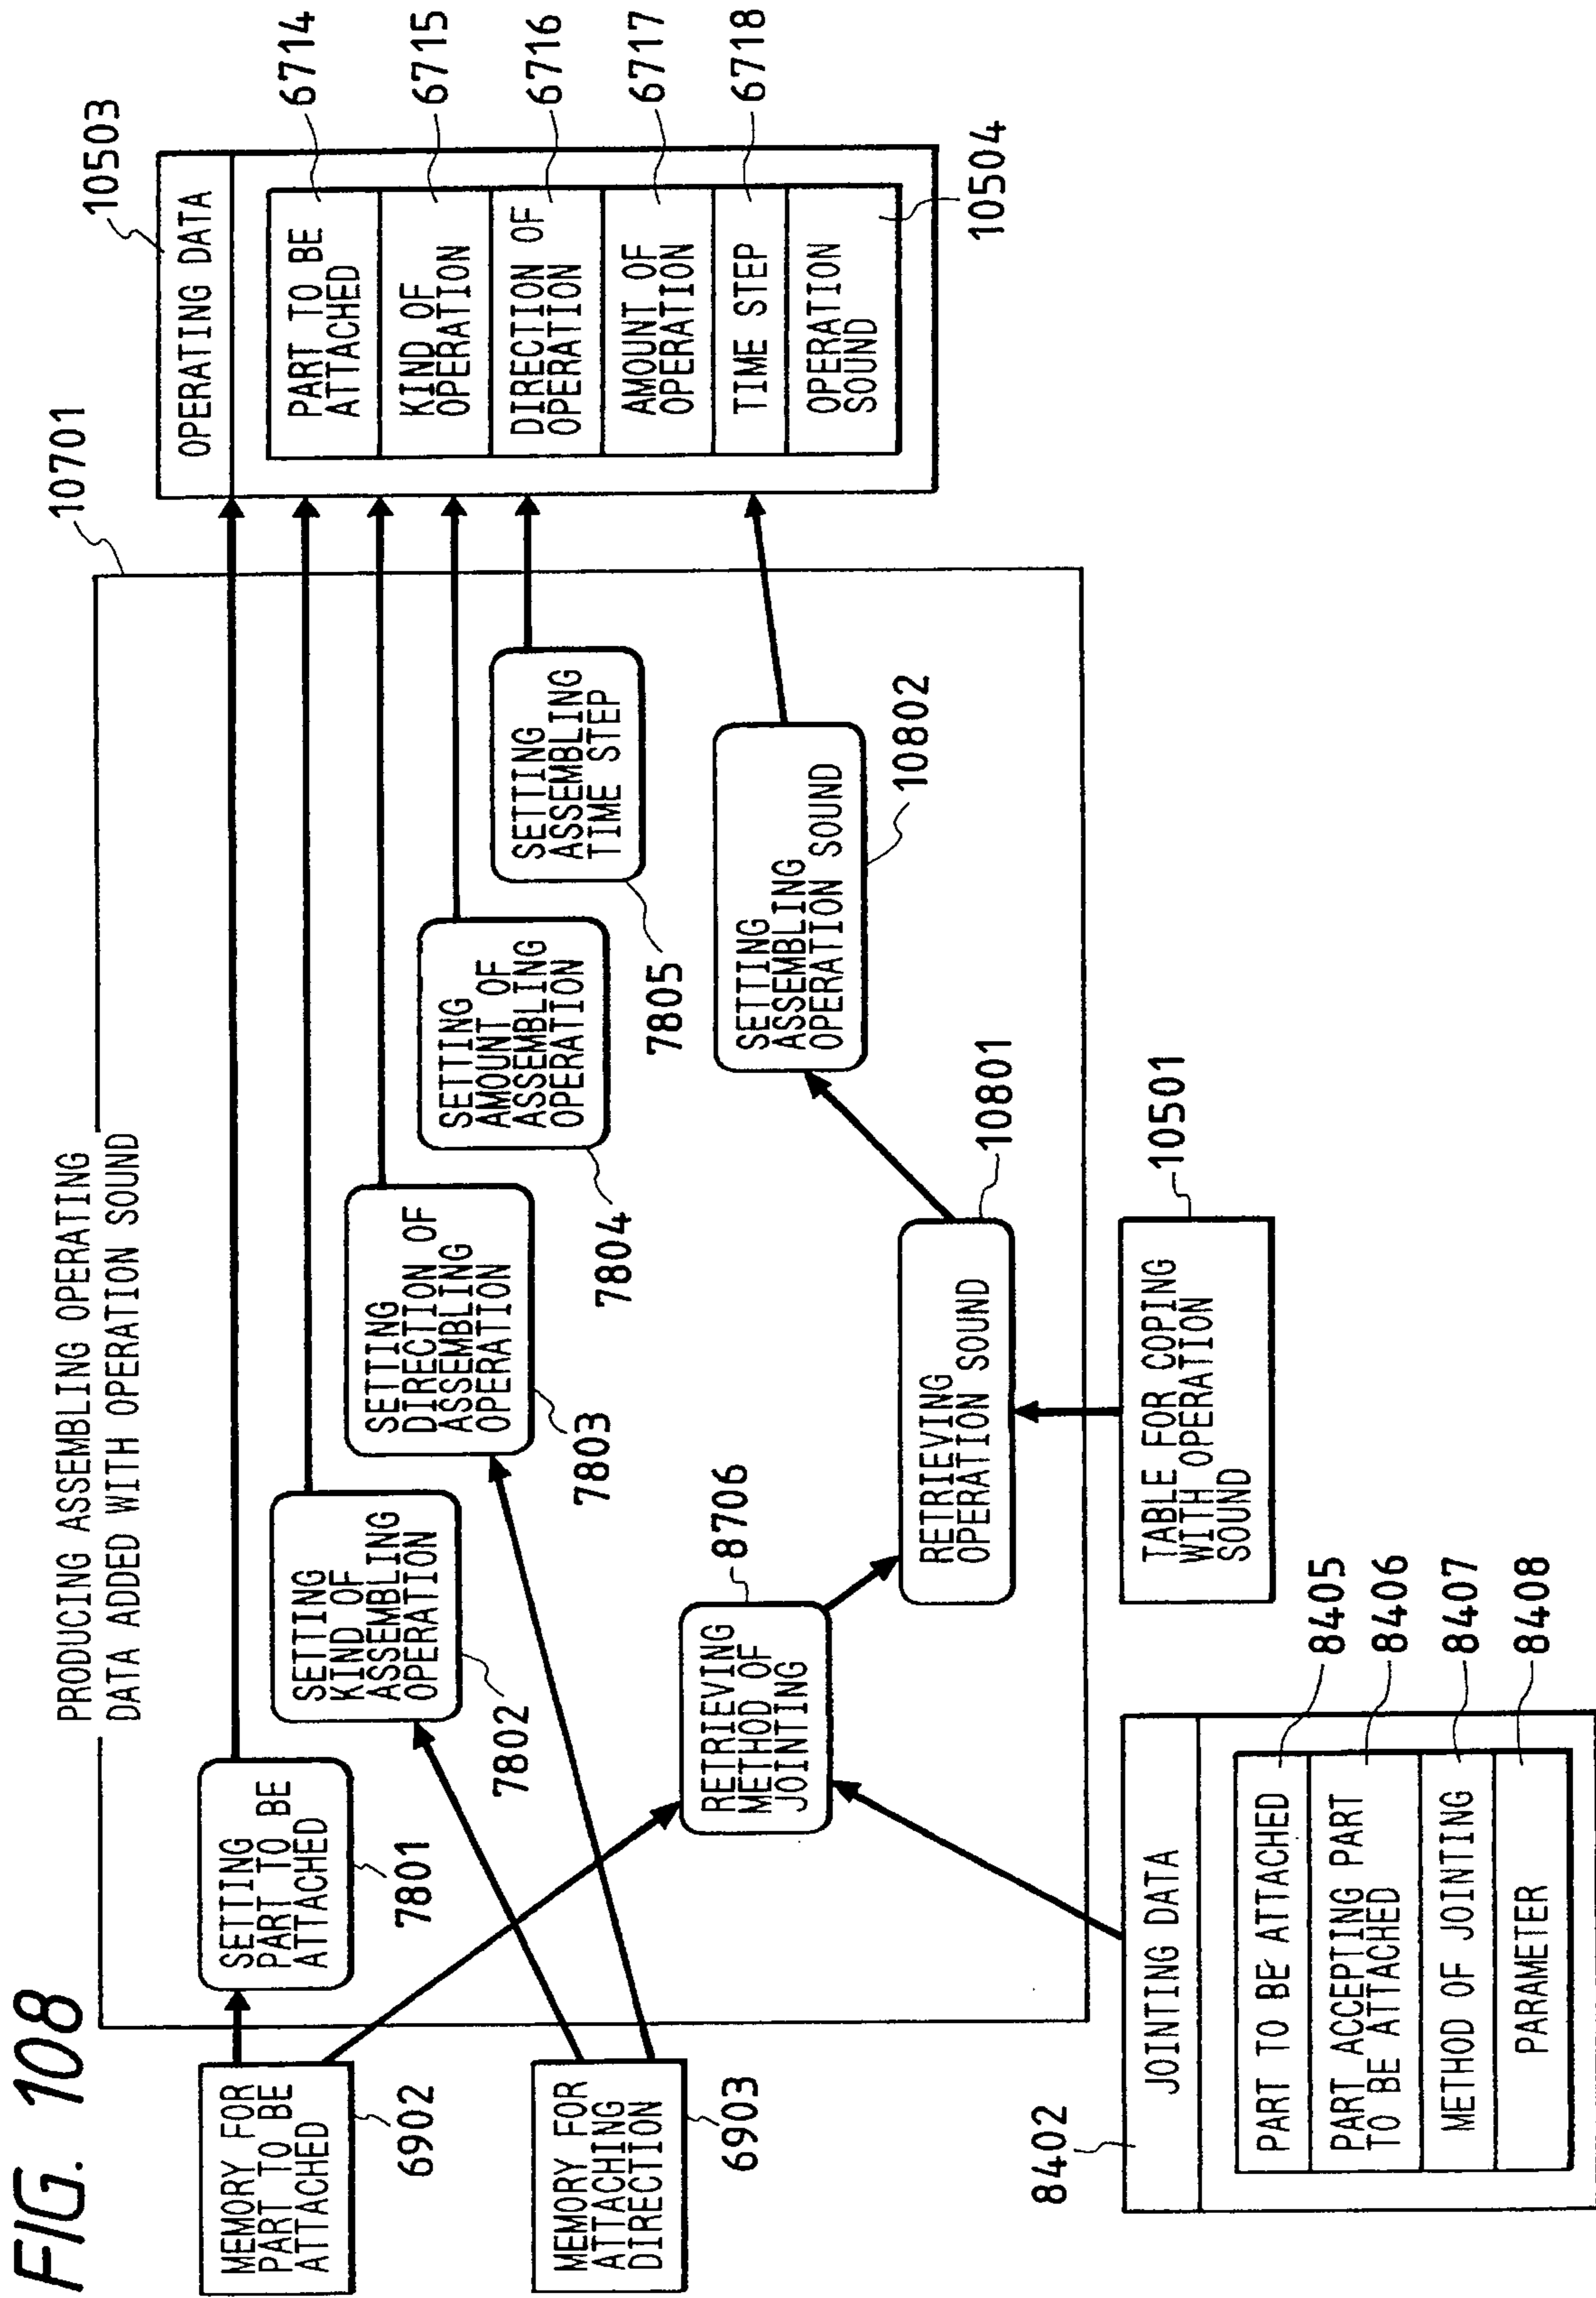 FIG. 108
PRODUCING ASSEMBLING OPERATING
DATA ADDED WITH OPERATION SOUND
10701
MEMORY FOR
PART TO BE
ATTACHED
6902
MEMORY FOR
ATTACHING
DIRECTION
6903
SETTING
PART TO BE
ATTACHED
7801
SETTING
KIND OF
ASSEMBLING
OPERATION
7802
SETTING
DIRECTION OF
ASSEMBLING
OPERATION
7803
SETTING
AMOUNT OF
ASSEMBLING
OPERATION
7804
SETTING
ASSEMBLING
TIME STEP
7805
RETRIEVING
METHOD OF
JOINTING
8706
RETRIEVING
OPERATION SOUND
10801
SETTING
ASSEMBLING
OPERATION SOUND
10802
OPERATING DATA
10503
PART TO BE
ATTACHED
6714
KIND OF
OPERATION
6715
DIRECTION OF
OPERATION
6716
AMOUNT OF
OPERATION
6717
TIME STEP
6718
OPERATION
SOUND
10504
8402
JOINTING DATA
PART TO BE ATTACHED
8405
PART ACCEPTING PART
TO BE ATTACHED
8406
METHOD OF JOINTING
8407
PARAMETER
8408
TABLE FOR COPING
WITH OPERATION
SOUND
10501